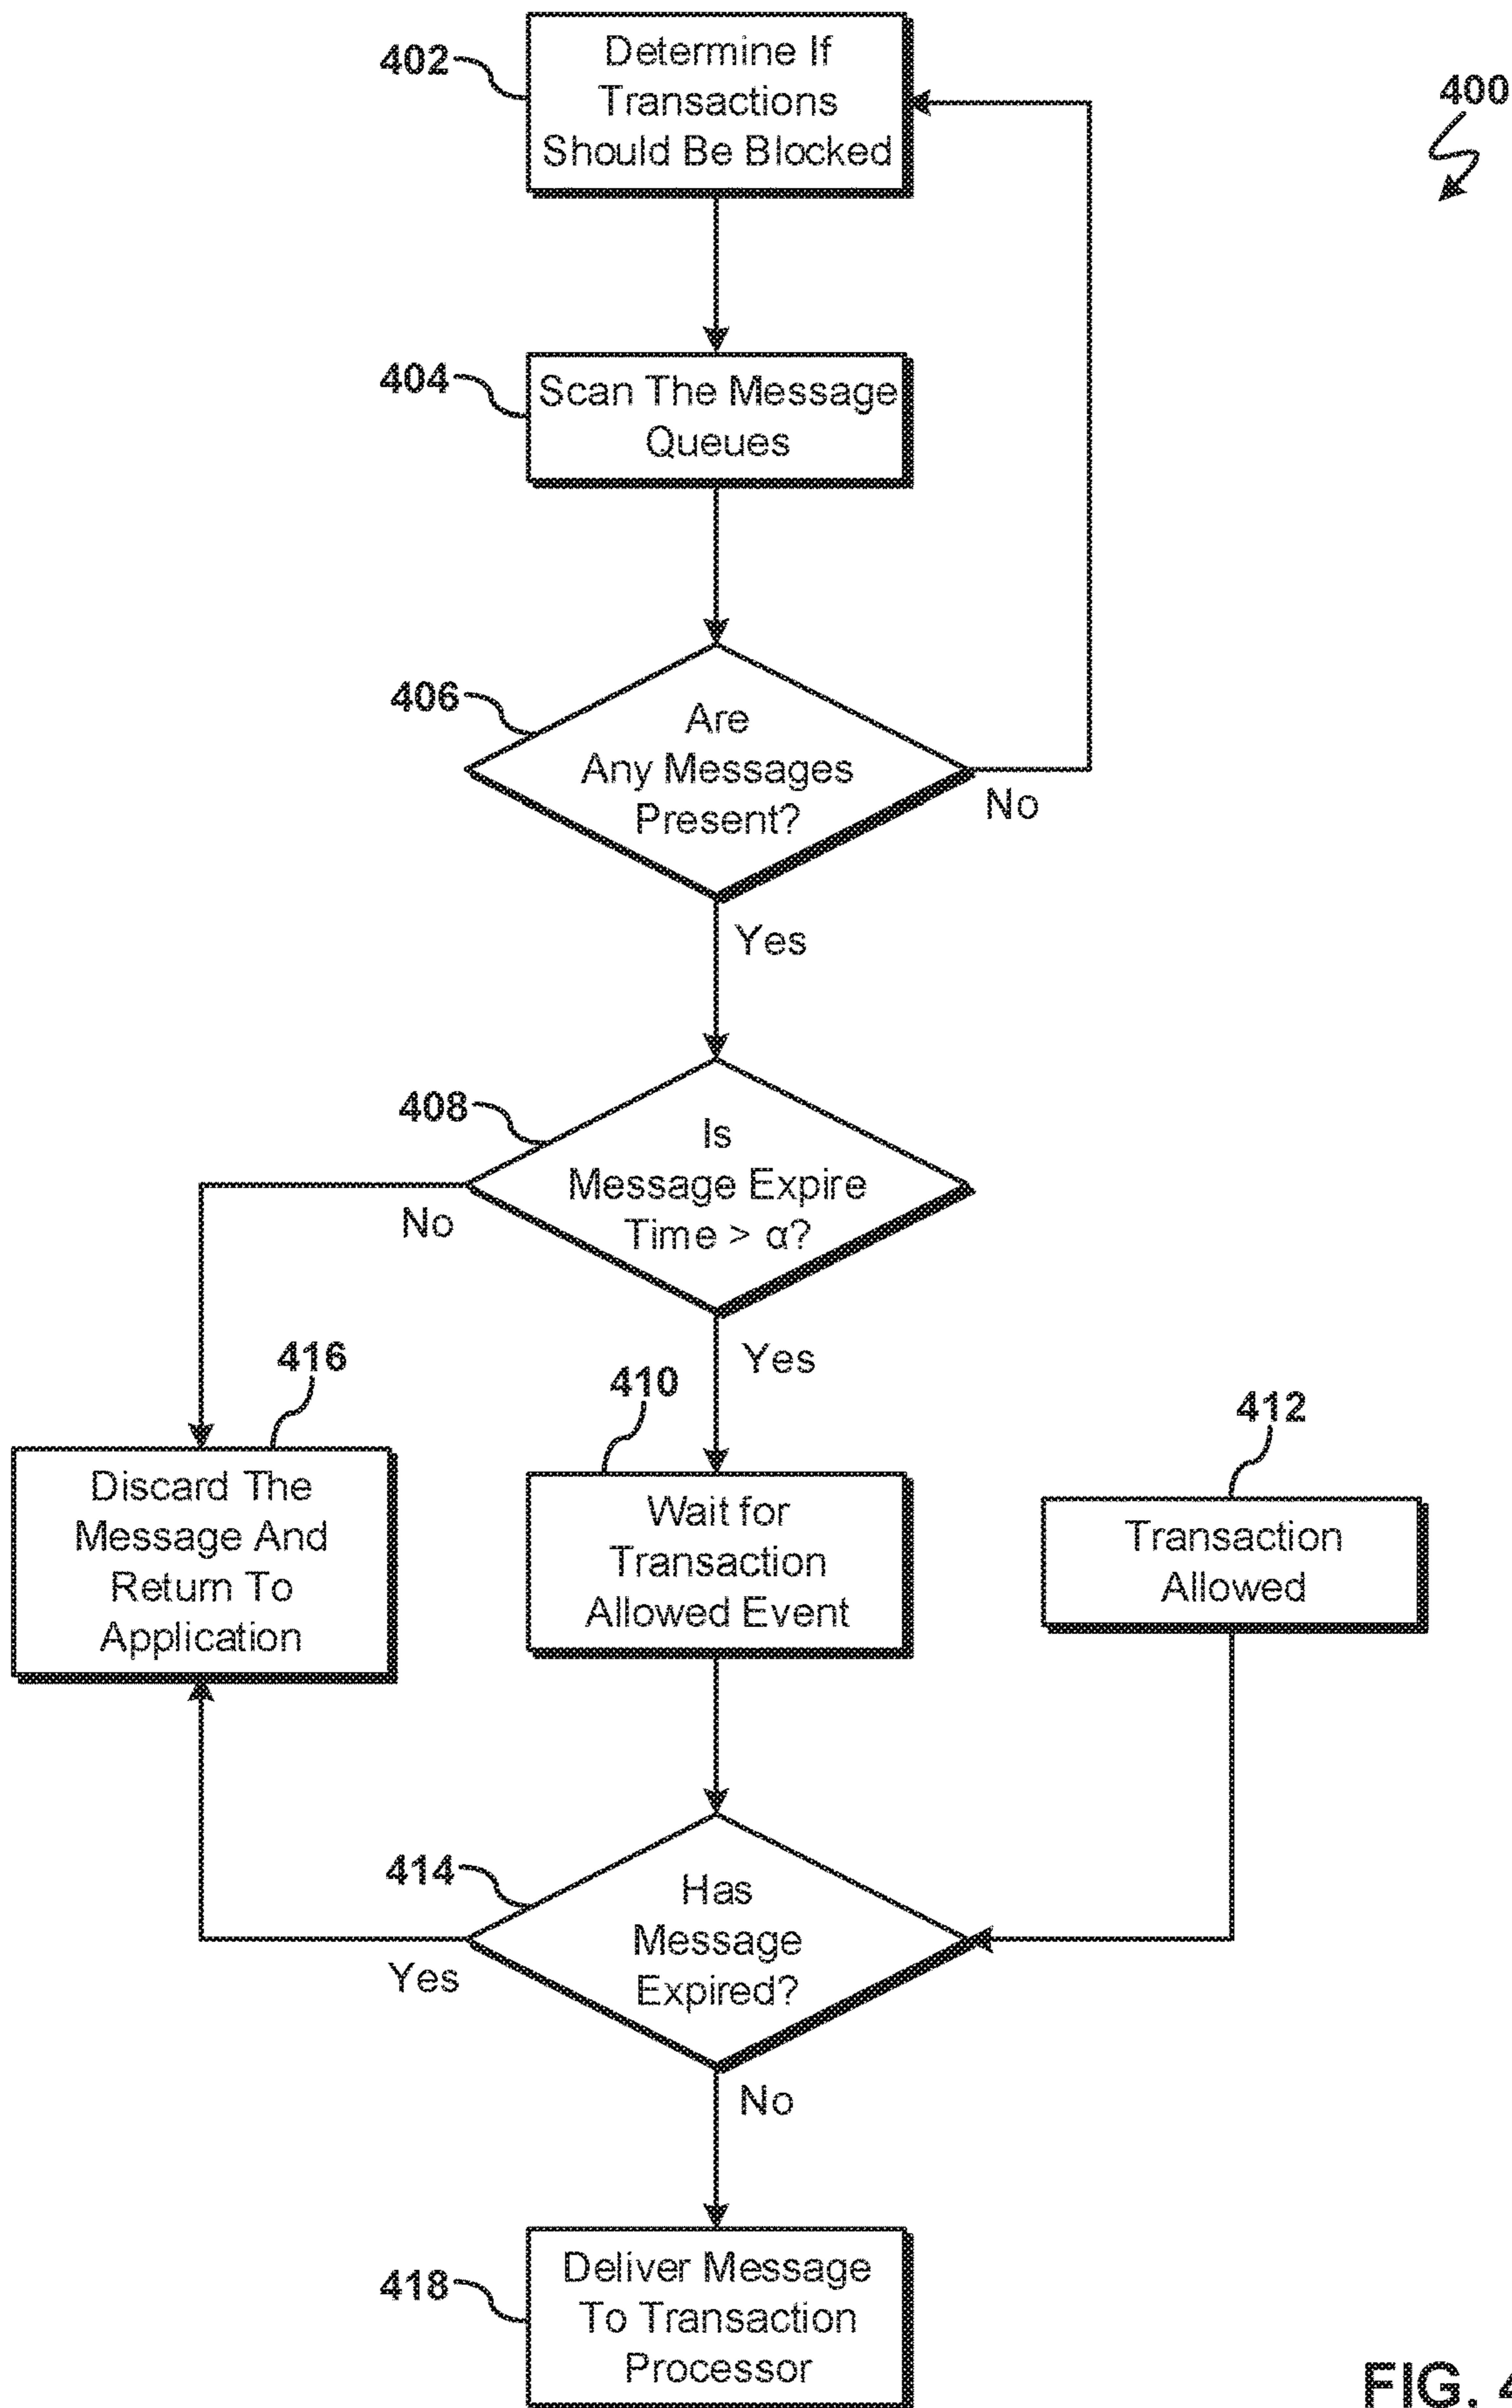 402
Determine If
Transactions
Should Be Blocked
400
404
Scan The Message
Queues
406
Are
Any Messages
Present?
No
Yes
408
Is
Message Expire
Time > α?
No
Yes
416
Discard The
Message And
Return To
Application
410
Wait for
Transaction
Allowed Event
412
Transaction
Allowed
414
Has
Message
Expired?
Yes
No
418
Deliver Message
To Transaction
Processor
FIG. 4